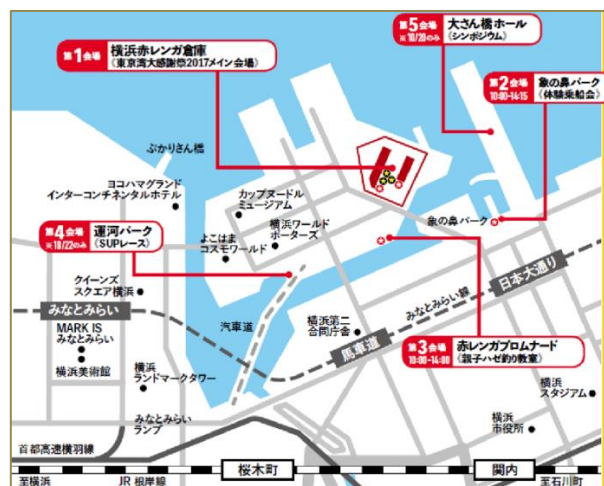 第1会場 横浜赤レンガ倉庫
《東京湾大感謝祭2017メイン会場》
第5会場 大さん橋ホール
※10/20のみ 《シンポジウム》
第2会場 象の鼻パーク
10:00-14:15 《体験乗船会》
ぷかりさん橋
ヨコハマグランド
インターコンチネンタルホテル
カップヌードル
ミュージアム
横浜ワールド
ポーターズ
よこはま
コスモワールド
象の鼻パーク
第4会場 運河パーク
※10/22のみ 《SUPレース》
クイーンズ
スクエア横浜
みなとみらい
MARK IS
みなとみらい
横浜美術館
横浜
ランドマークタワー
汽車道
横浜第二
合同庁舎
馬車道
みなとみらい線
日本大通り
第3会場 赤レンガプロムナード
10:00-14:00 《親子ハゼ釣り教室》
みなとみらい
ランプ
横浜
スタジアム
横浜
市役所
首都高速横羽線
至横浜
JR 根岸線
桜木町
関内
至石川町